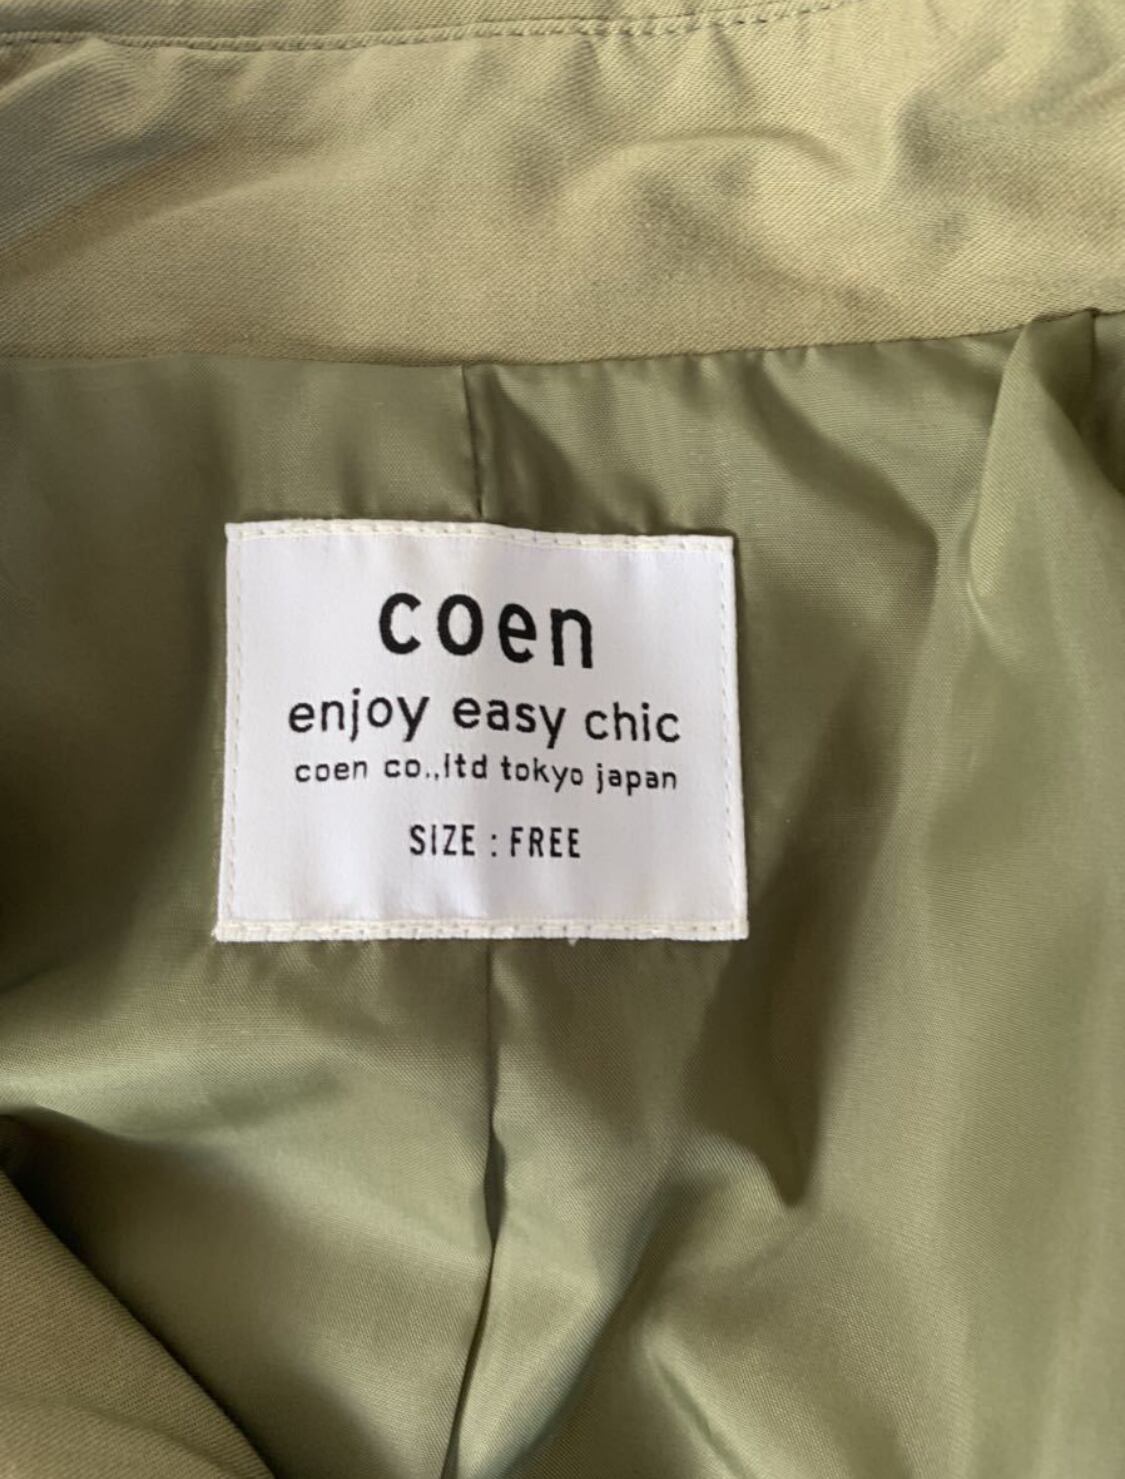 coen
enjoy easy chic
coen co.,ltd tokyo japan
SIZE : FREE